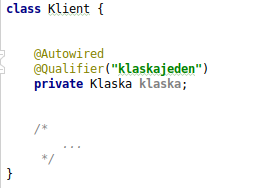 class Klient {
@Autowired
@Qualifier("klaskajeden")
private Klaska klaska;
/*
...
*/
}